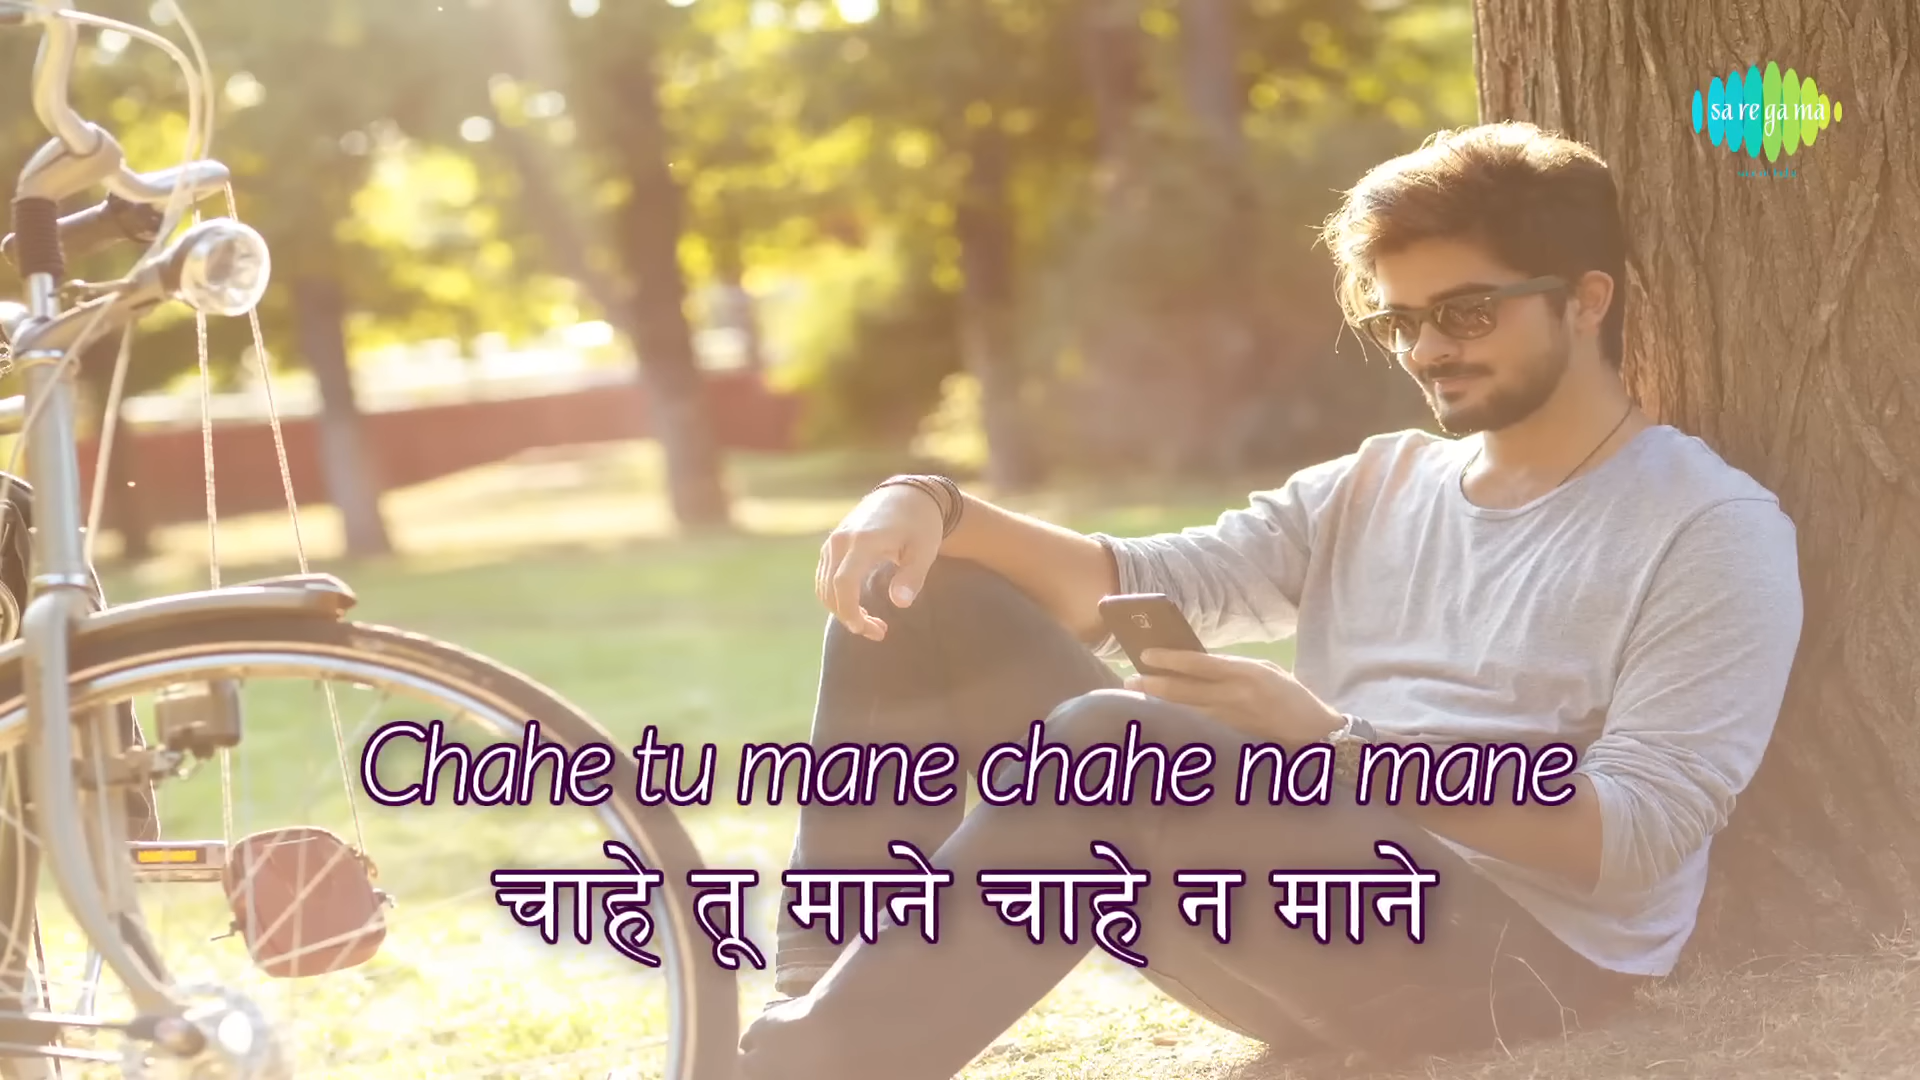 sa re ga ma
Chahe tu mane chahe na mane
चाहे तू माने चाहे न माने